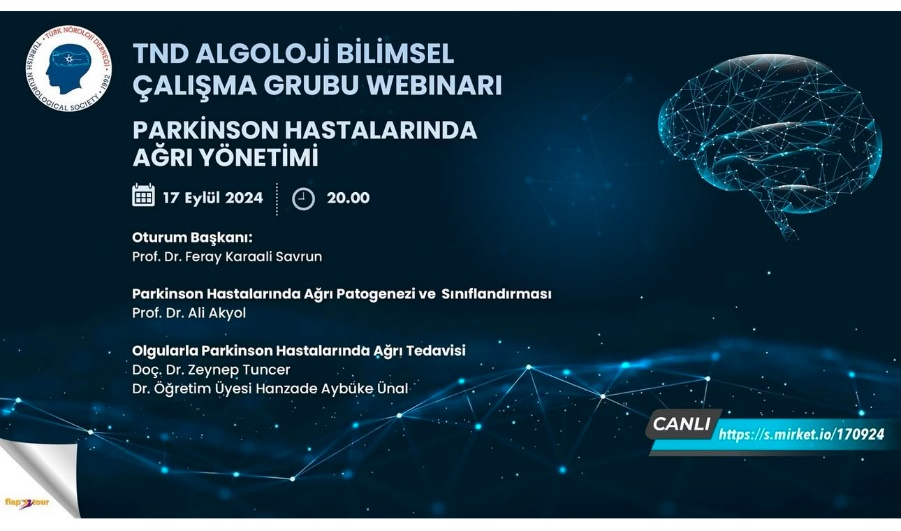 TÜRK NÖROLOJİ DERNEĞİ
TURKISH NEUROLOGICAL SOCIETY • 1992
TND ALGOLOJİ BİLİMSEL
ÇALIŞMA GRUBU WEBINARI
PARKİNSON HASTALARINDA
AĞRI YÖNETİMİ
17 Eylül 2024
20.00
Oturum Başkanı:
Prof. Dr. Feray Karaali Savrun
Parkinson Hastalarında Ağrı Patogenezi ve Sınıflandırması
Prof. Dr. Ali Akyol
Olgularla Parkinson Hastalarında Ağrı Tedavisi
Doç. Dr. Zeynep Tuncer
Dr. Öğretim Üyesi Hanzade Aybüke Ünal
CANLI
https://s.mirket.io/170924
flap tour